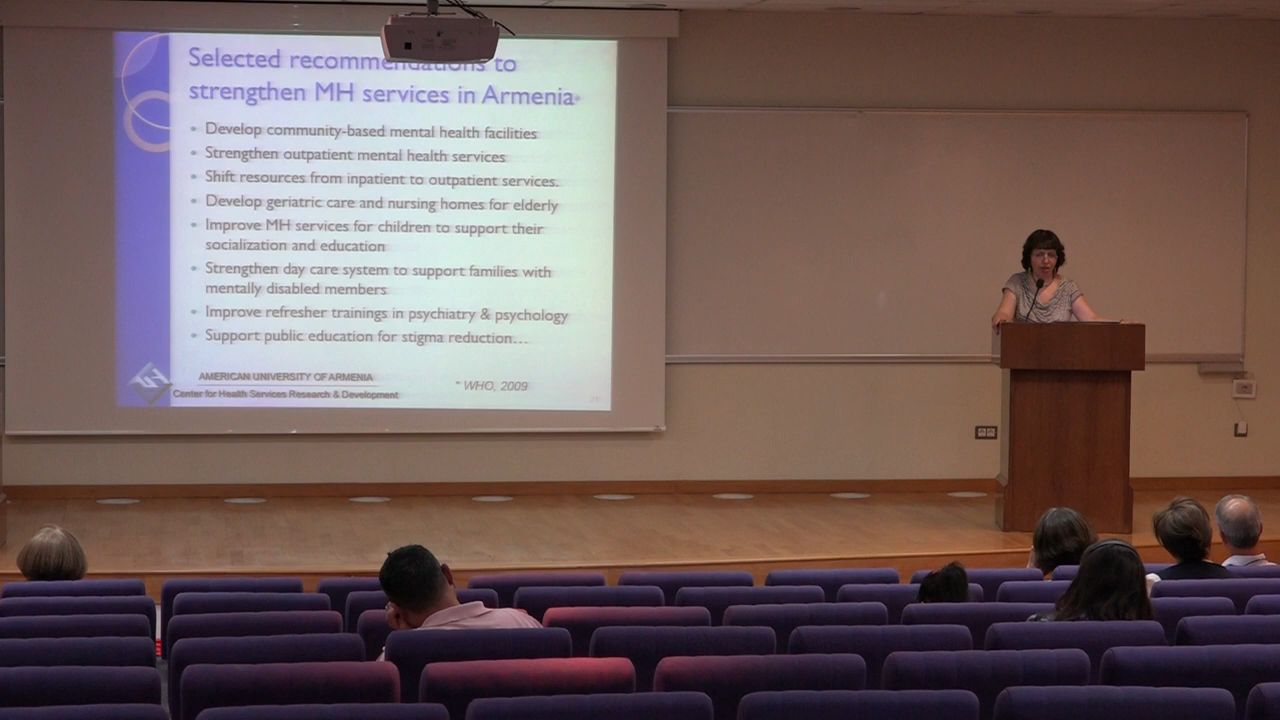 Selected recommendations to
strengthen MH services in Armenia*
• Develop community-based mental health facilities
• Strengthen outpatient mental health services
• Shift resources from inpatient to outpatient services.
• Develop geriatric care and nursing homes for elderly
• Improve MH services for children to support their
socialization and education
• Strengthen day care system to support families with
mentally disabled members
• Improve refresher trainings in psychiatry & psychology
• Support public education for stigma reduction…
AMERICAN UNIVERSITY OF ARMENIA
Center for Health Services Research & Development
* WHO, 2009